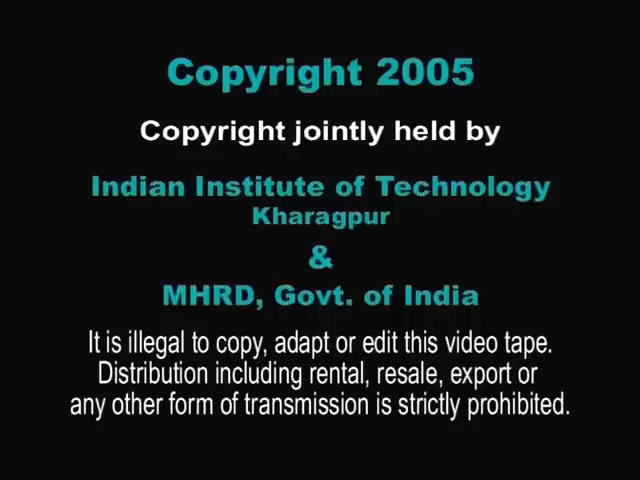 Copyright 2005
Copyright jointly held by
Indian Institute of Technology
Kharagpur
&
MHRD, Govt. of India
It is illegal to copy, adapt or edit this video tape.
Distribution including rental, resale, export or
any other form of transmission is strictly prohibited.